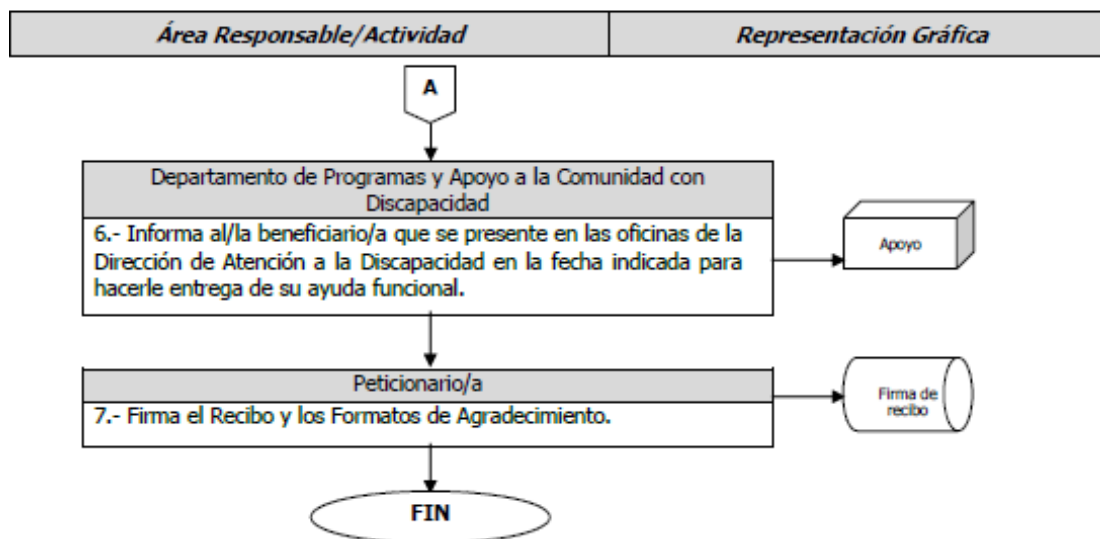 Área Responsable/Actividad
Representación Gráfica
A
Departamento de Programas y Apoyo a la Comunidad con
Discapacidad
6.- Informa al/la beneficiario/a que se presente en las oficinas de la
Dirección de Atención a la Discapacidad en la fecha indicada para
hacerle entrega de su ayuda funcional.
Apoyo
Peticionario/a
7.- Firma el Recibo y los Formatos de Agradecimiento.
Firma de
recibo
FIN